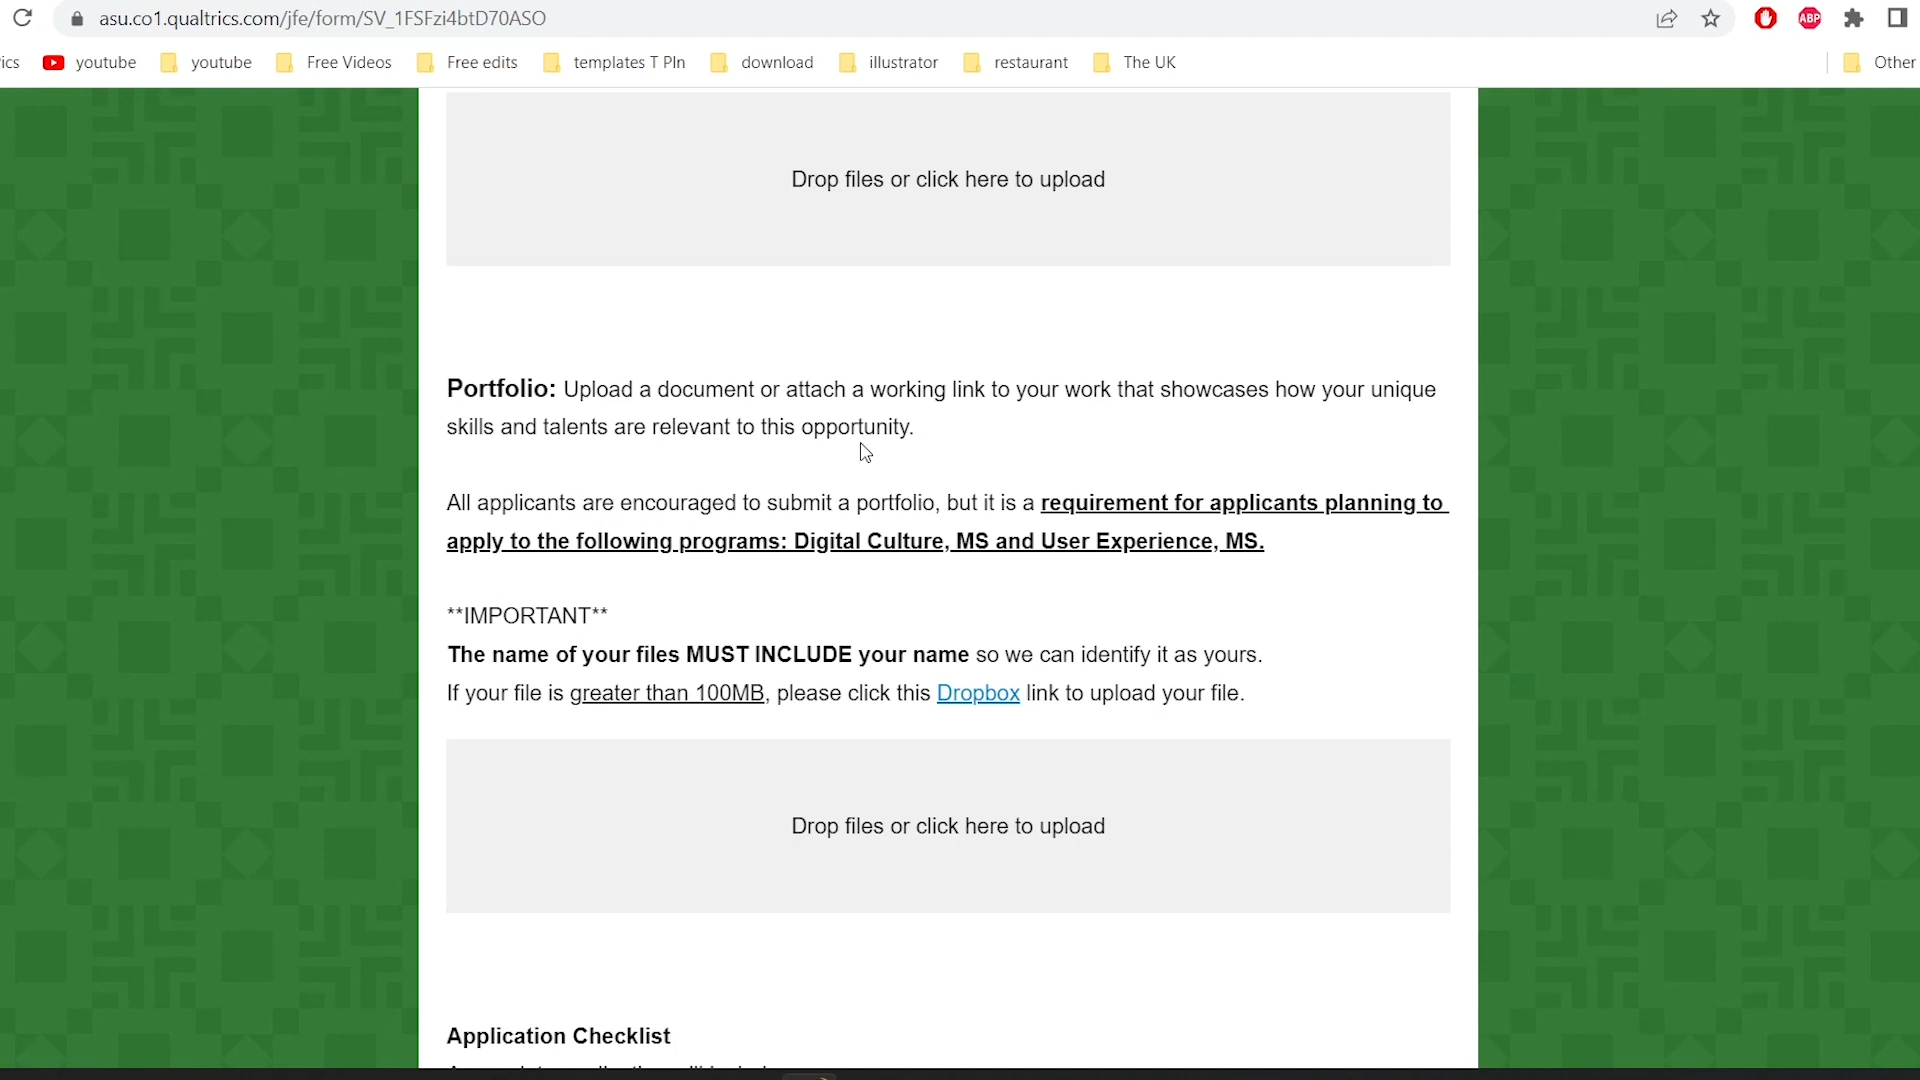 asu.co1.qualtrics.com/jfe/form/SV_1FSFzi4btD70ASO
ABP
ics youtube youtube Free Videos Free edits templates T Pln download illustrator restaurant The UK Other
Drop files or click here to upload
Portfolio: Upload a document or attach a working link to your work that showcases how your unique
skills and talents are relevant to this opportunity.
All applicants are encouraged to submit a portfolio, but it is a requirement for applicants planning to
apply to the following programs: Digital Culture, MS and User Experience, MS.
**IMPORTANT**
The name of your files MUST INCLUDE your name so we can identify it as yours.
If your file is greater than 100MB, please click this Dropbox link to upload your file.
Drop files or click here to upload
Application Checklist